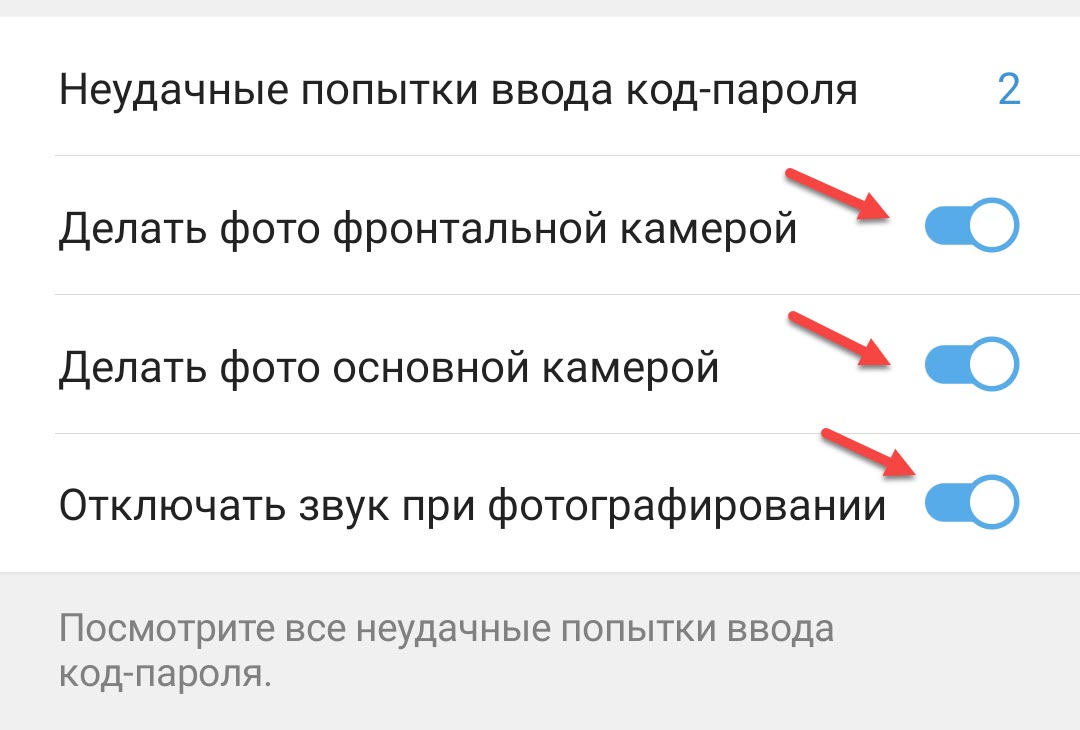 Неудачные попытки ввода код-пароля 2
Делать фото фронтальной камерой
Делать фото основной камерой
Отключать звук при фотографировании
Посмотрите все неудачные попытки ввода
код-пароля.